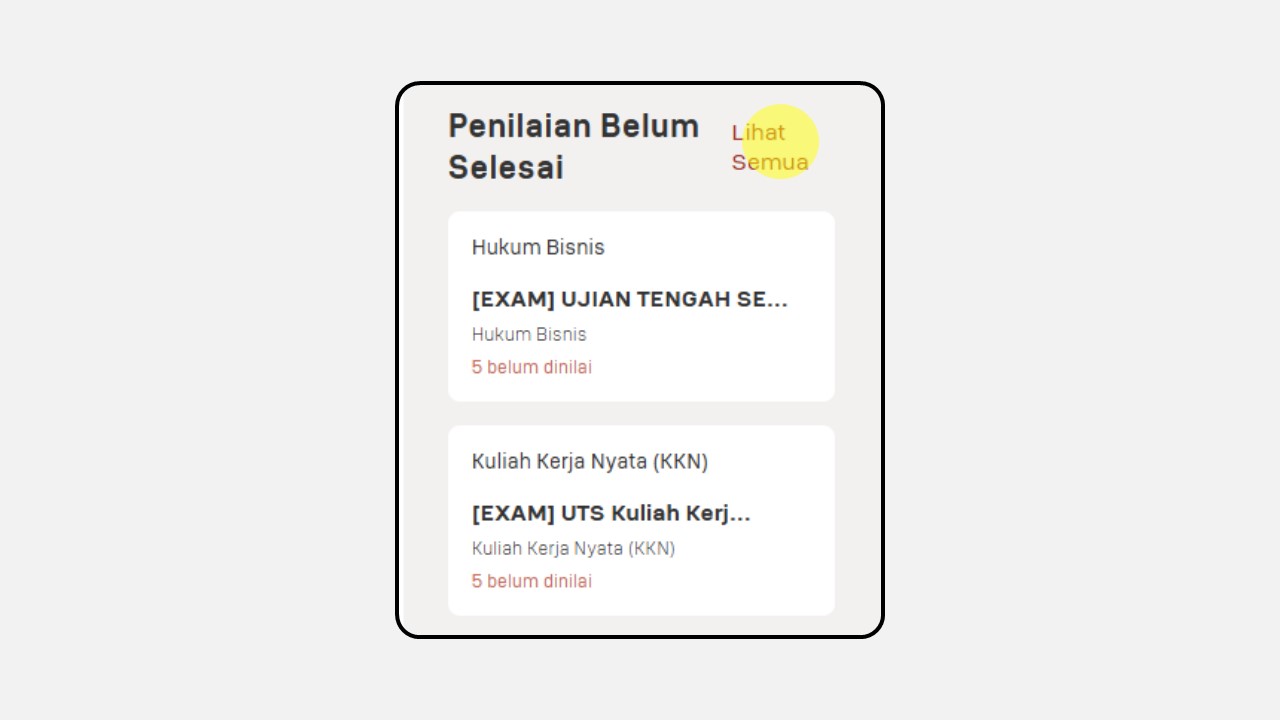 Penilaian Belum
Selesai
Lihat
Semua
Hukum Bisnis
[EXAM] UJIAN TENGAH SE...
Hukum Bisnis
5 belum dinilai
Kuliah Kerja Nyata (KKN)
[EXAM] UTS Kuliah Kerj...
Kuliah Kerja Nyata (KKN)
5 belum dinilai